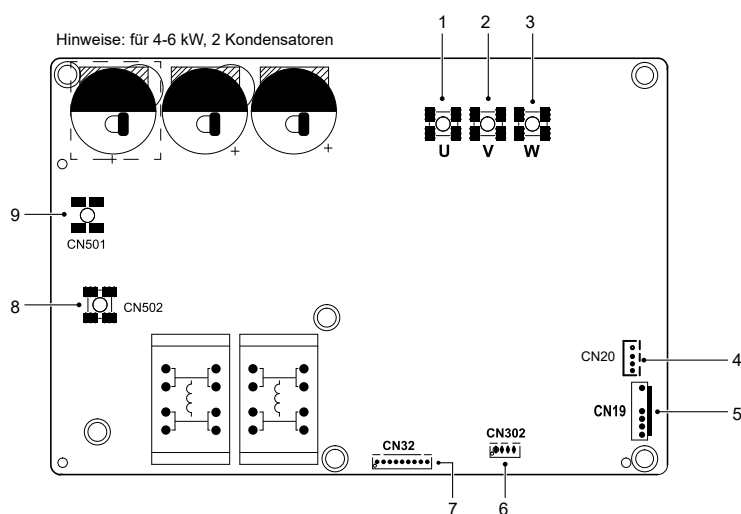 Hinweise: für 4-6 kW, 2 Kondensatoren
1 2 3
+ + +
U V W
9
CN501
8 CN502
CN20 4
CN19 5
CN32 CN302
7 6